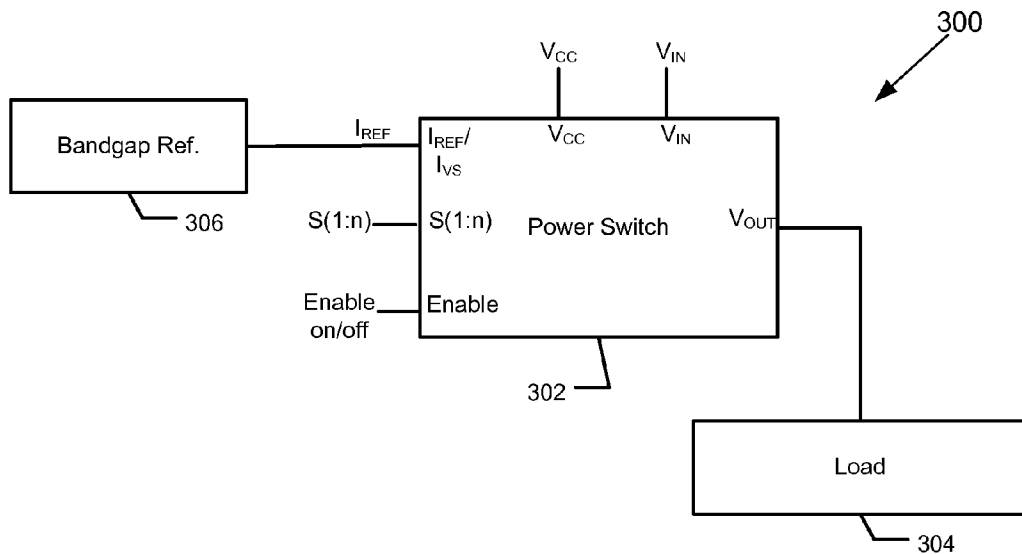 300
V_CC
V_IN
Bandgap Ref.
I_REF
I_REF/
I_VS
V_CC
V_IN
306
S(1:n)
S(1:n)
Power Switch
V_OUT
Enable
on/off
Enable
302
Load
304